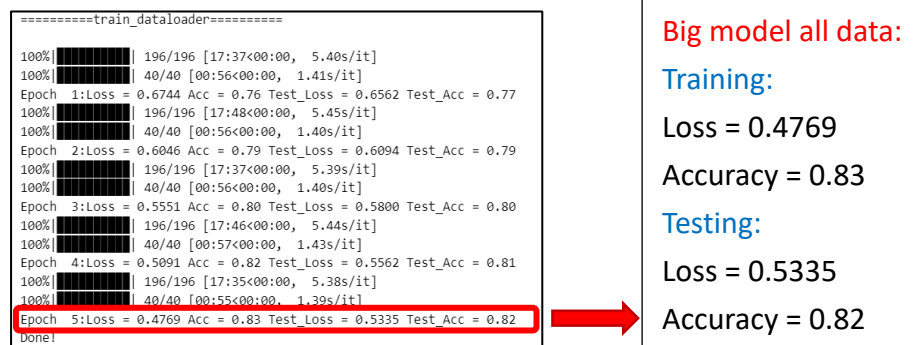 ==========train_dataloader==========
100%|██████████| 196/196 [17:37<00:00, 5.40s/it]
100%|██████████| 40/40 [00:56<00:00, 1.41s/it]
Epoch 1:Loss = 0.6744 Acc = 0.76 Test_Loss = 0.6562 Test_Acc = 0.77
100%|██████████| 196/196 [17:48<00:00, 5.45s/it]
100%|██████████| 40/40 [00:56<00:00, 1.40s/it]
Epoch 2:Loss = 0.6046 Acc = 0.79 Test_Loss = 0.6094 Test_Acc = 0.79
100%|██████████| 196/196 [17:37<00:00, 5.39s/it]
100%|██████████| 40/40 [00:56<00:00, 1.40s/it]
Epoch 3:Loss = 0.5551 Acc = 0.80 Test_Loss = 0.5800 Test_Acc = 0.80
100%|██████████| 196/196 [17:46<00:00, 5.44s/it]
100%|██████████| 40/40 [00:57<00:00, 1.43s/it]
Epoch 4:Loss = 0.5091 Acc = 0.82 Test_Loss = 0.5562 Test_Acc = 0.81
100%|██████████| 196/196 [17:35<00:00, 5.38s/it]
100%|██████████| 40/40 [00:55<00:00, 1.39s/it]
Epoch 5:Loss = 0.4769 Acc = 0.83 Test_Loss = 0.5335 Test_Acc = 0.82
Done!
Big model all data:
Training:
Loss = 0.4769
Accuracy = 0.83
Testing:
Loss = 0.5335
Accuracy = 0.82